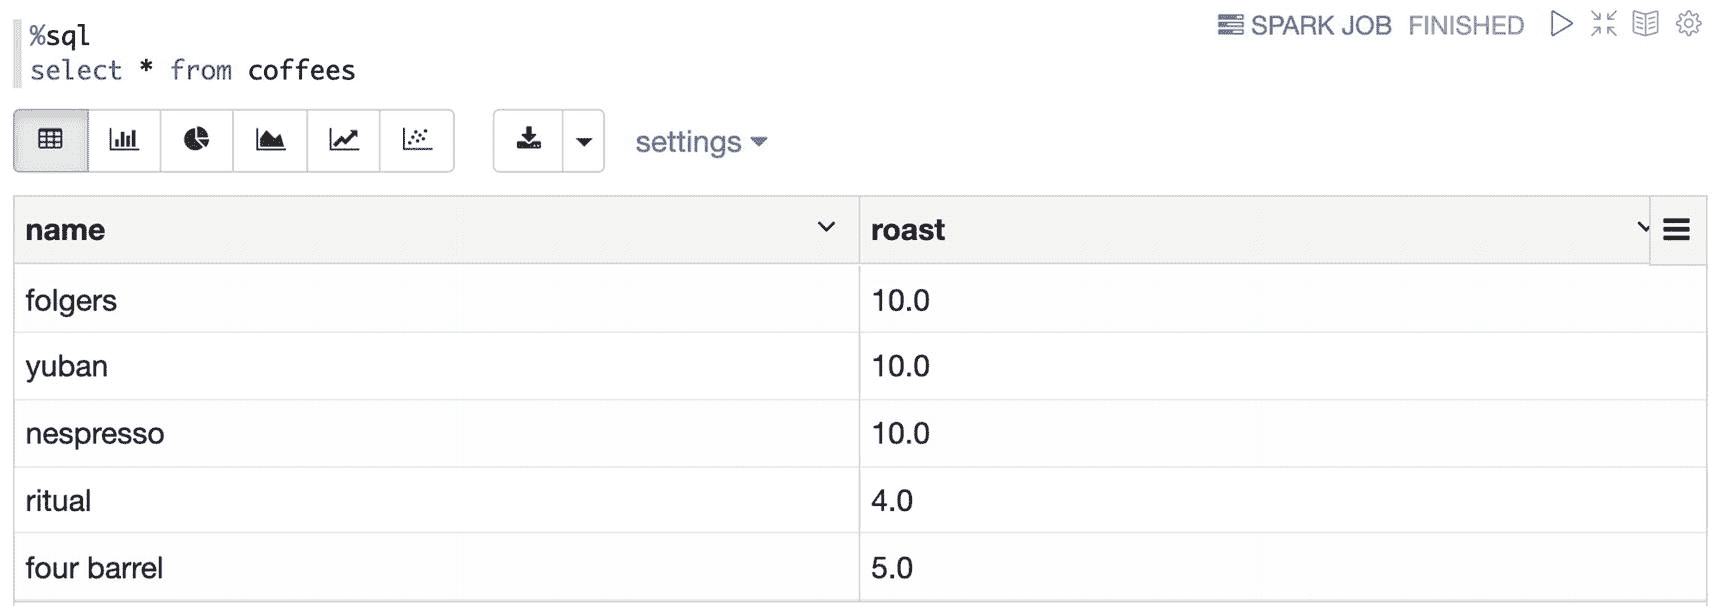 %sql
select * from coffees
SPARK JOB FINISHED
settings
name roast
folgers 10.0
yuban 10.0
nespresso 10.0
ritual 4.0
four barrel 5.0